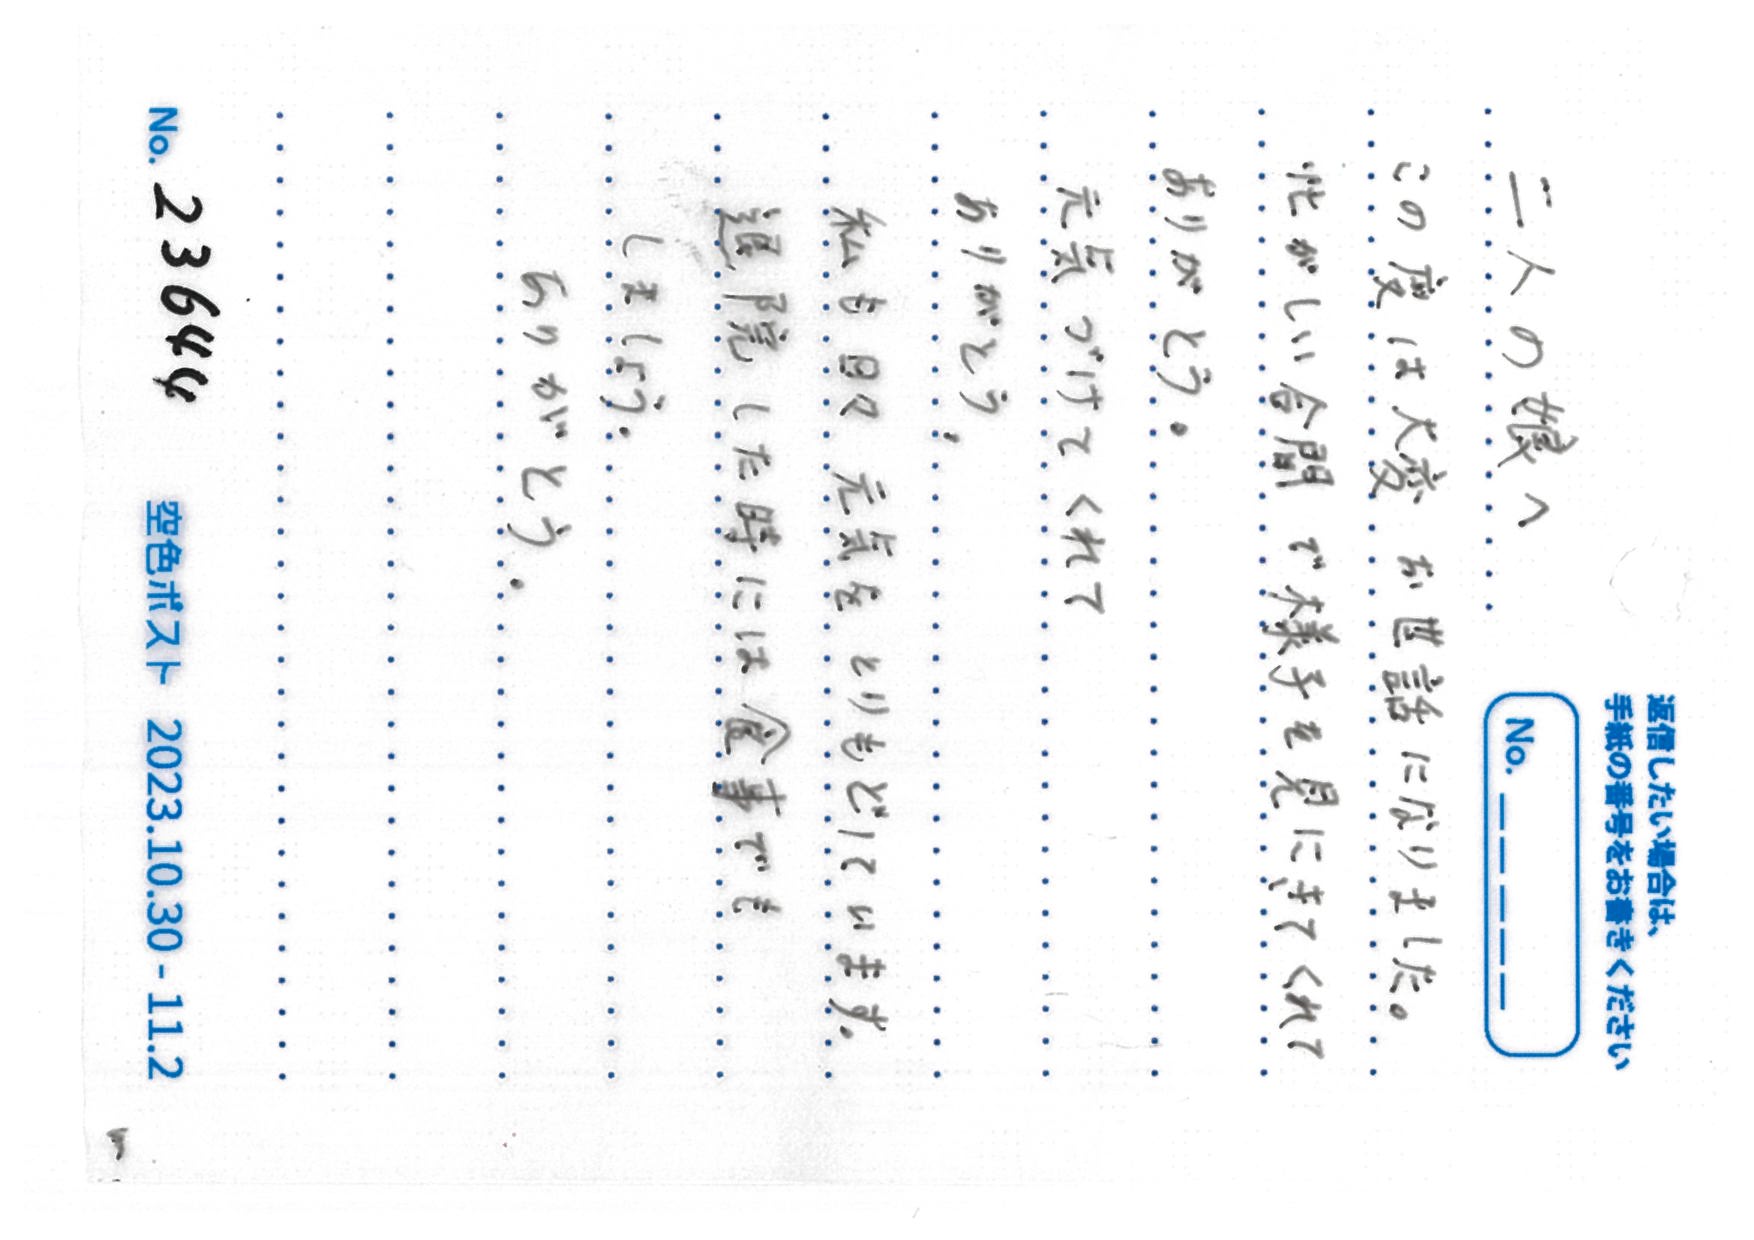 返信したい場合は、
手紙の番号をお書きください
No. _ _ _ _ _
二人の娘へ
この度は大変お世話になりました。
忙がしい合間で様子を見にきてくれて
ありがとう。
元気づけてくれて
ありがとう。
私も日々元気をとりもどしています。
退院した時には食事でも
しましょう。
ありがとう。
No. 23644
空色ポスト 2023.10.30 - 11.2